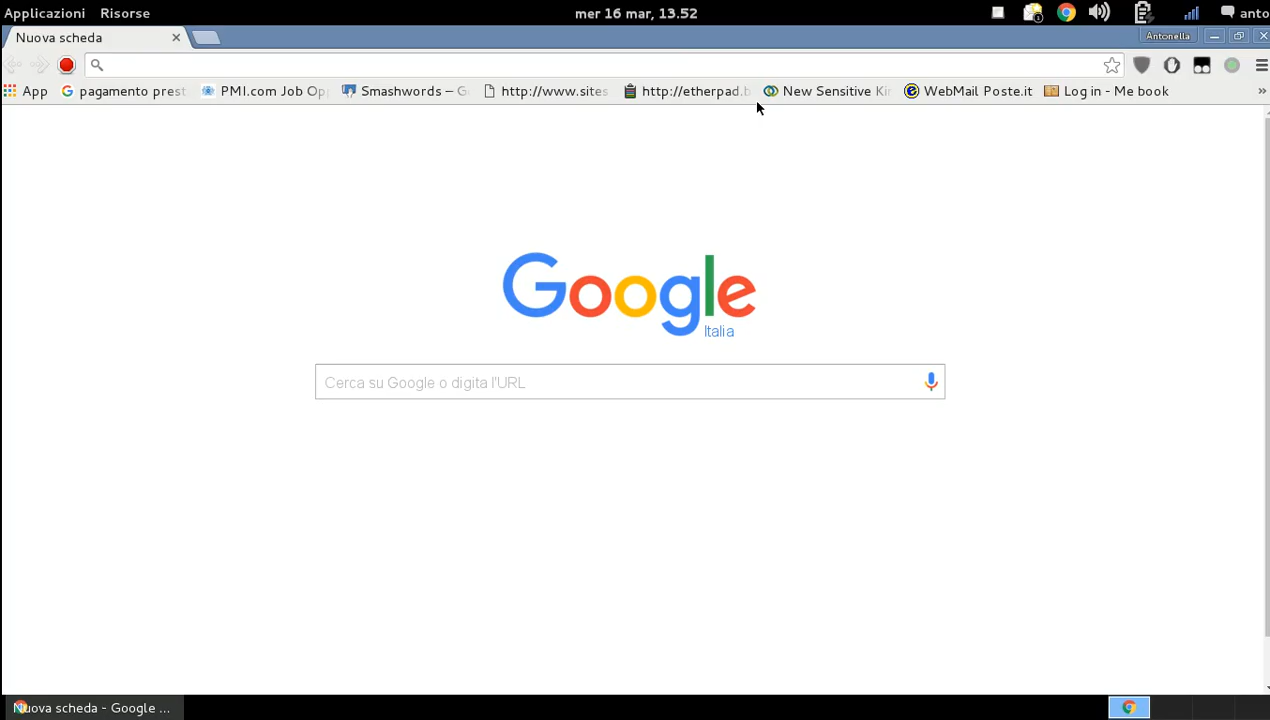 Applicazioni Risorse mer 16 mar, 13.52 1 anto
Nuova scheda Antonella
App pagamento prest PMI.com Job Op Smashwords – G http://www.sites http://etherpad.b New Sensitive Ki WebMail Poste.it Log in - Me book »
Google
Italia
Cerca su Google o digita l'URL
Nuova scheda - Google ...